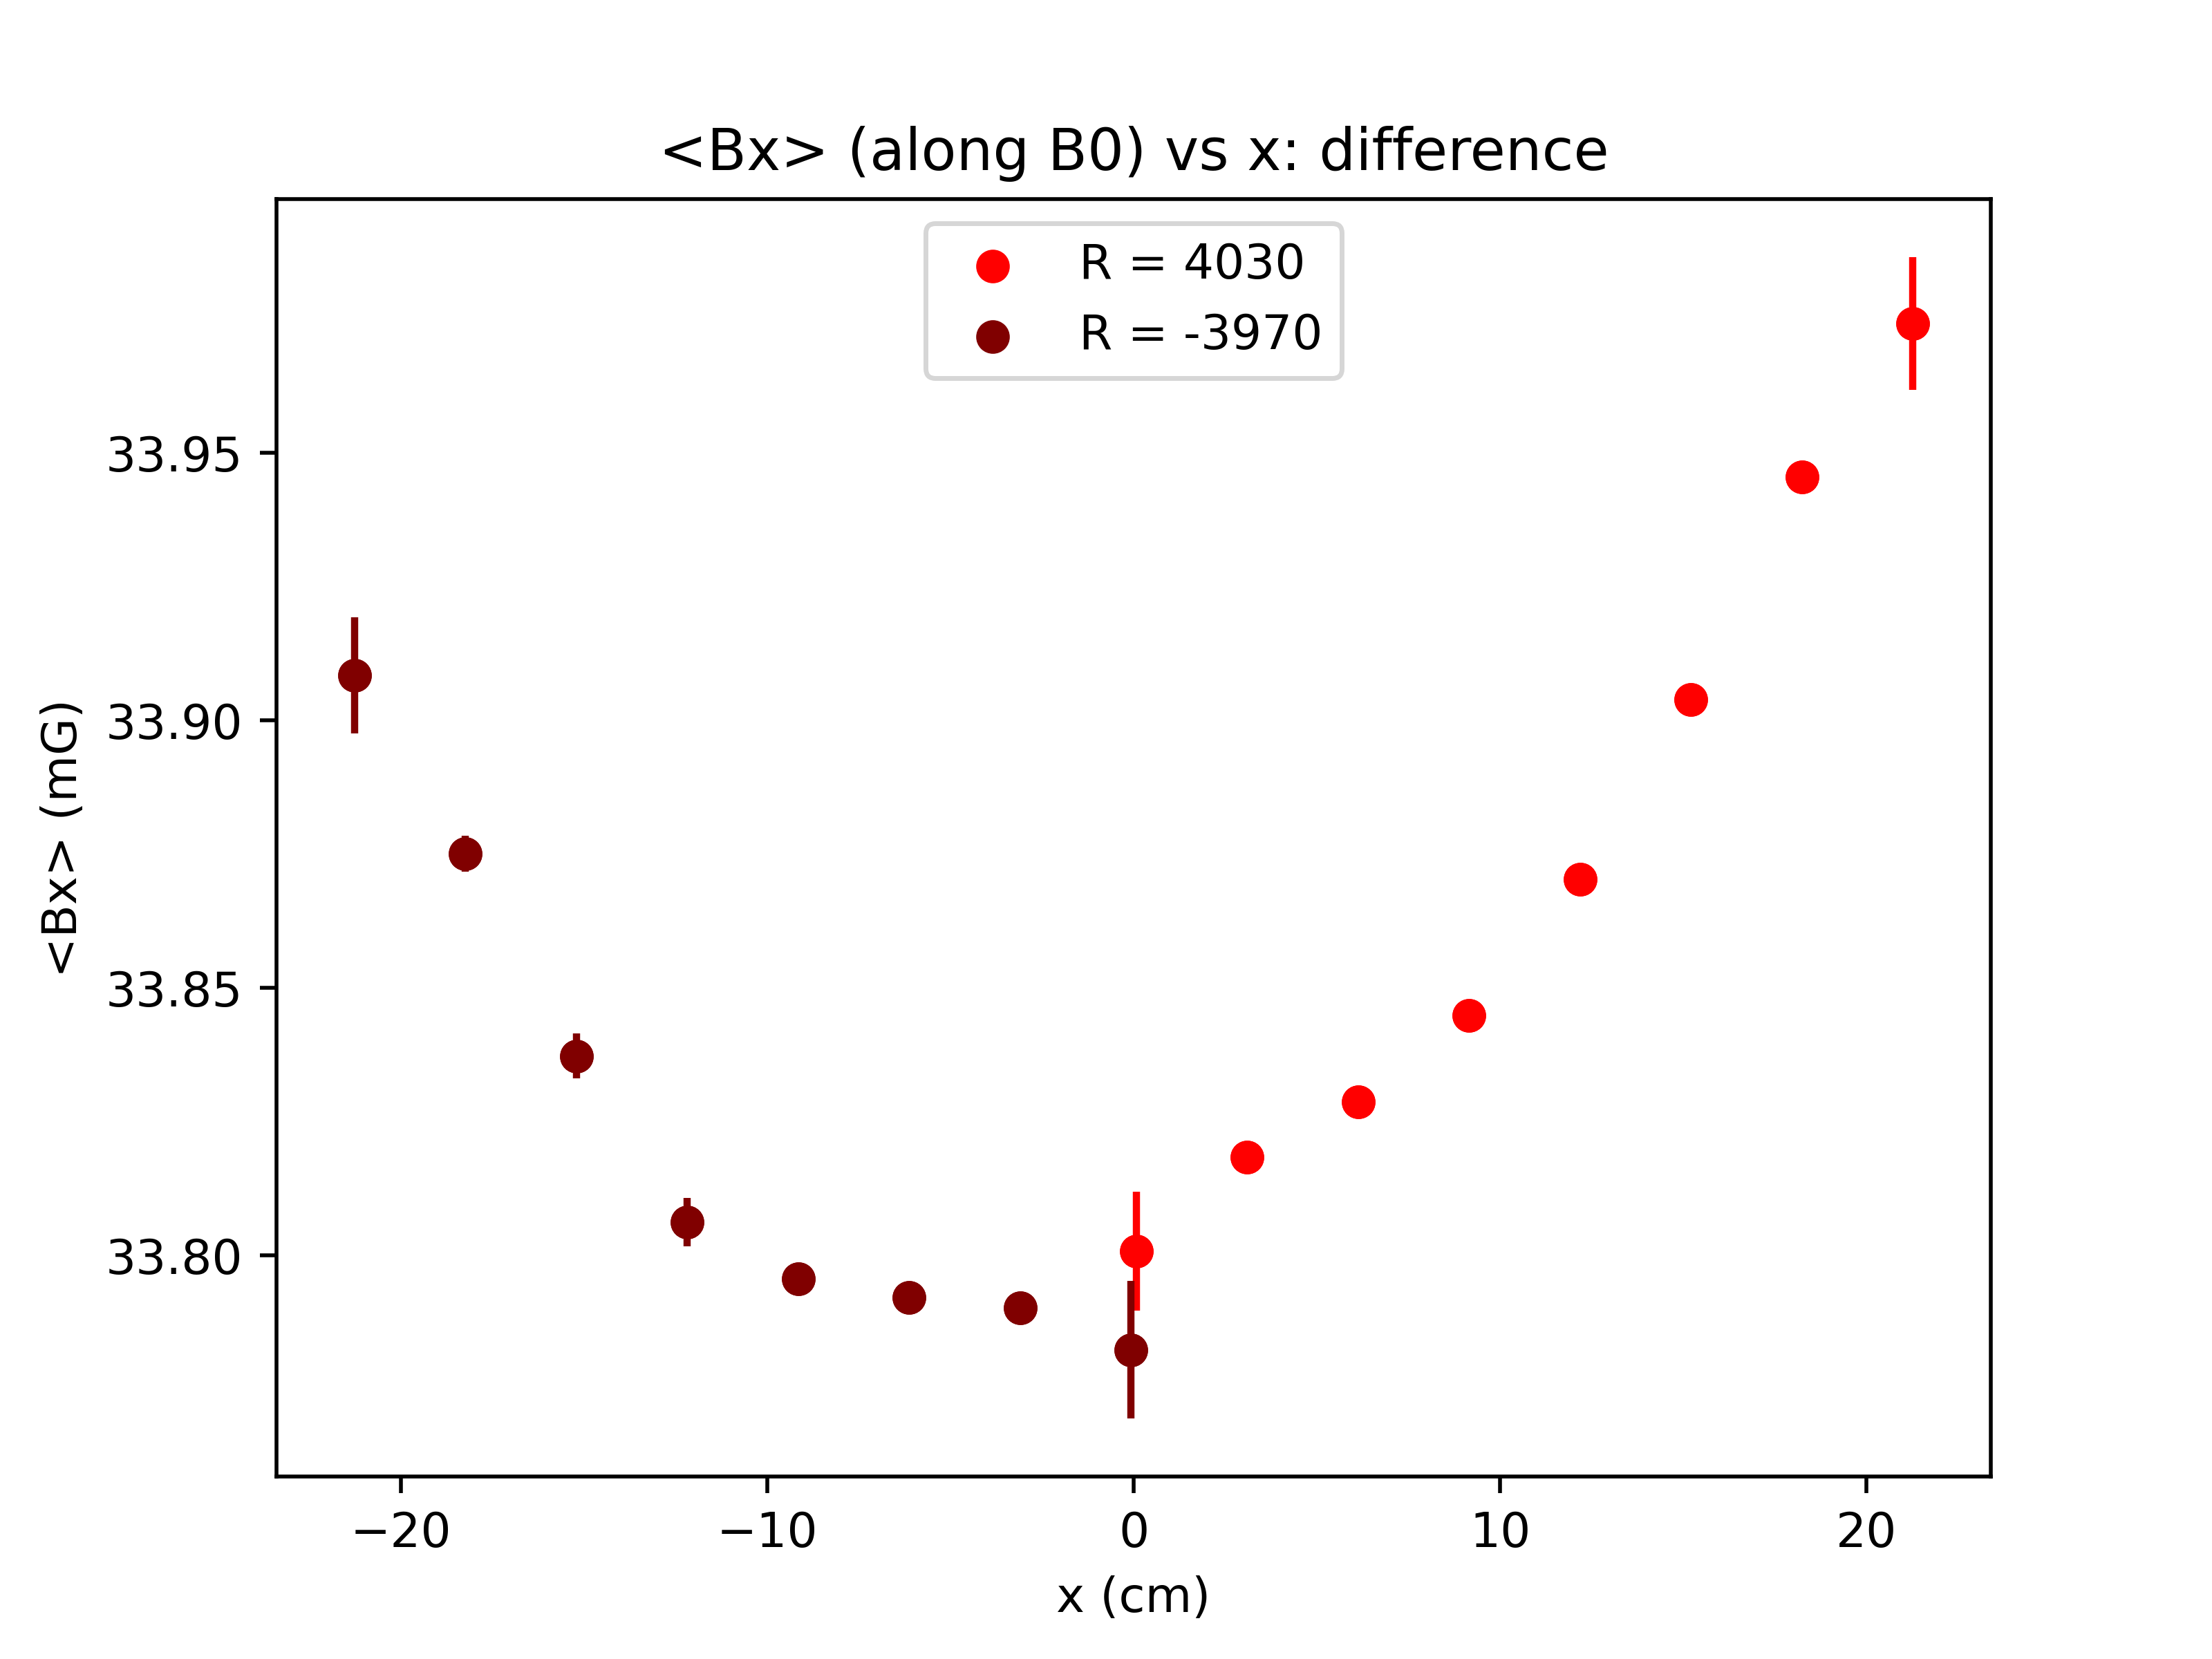 <Bx> (along B0) vs x: difference
R = 4030
R = -3970
<Bx> (mG)
33.95
33.90
33.85
33.80
−20 −10 0 10 20
x (cm)